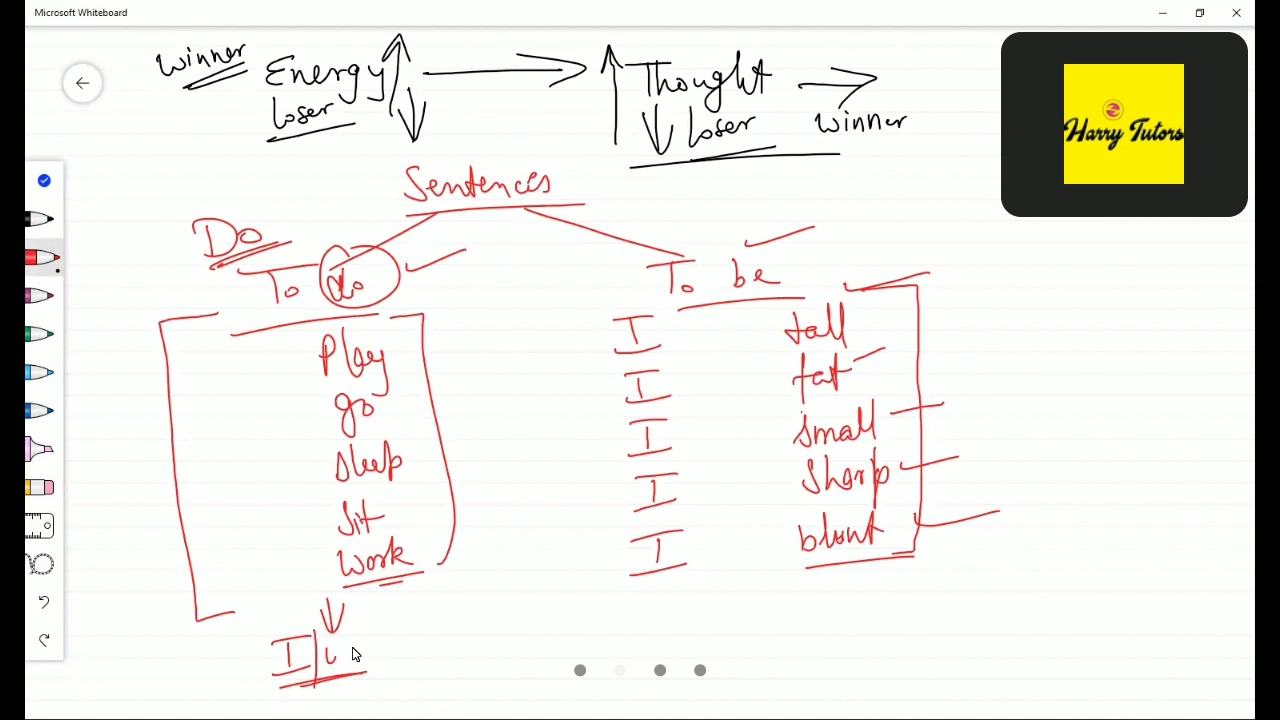 Microsoft Whiteboard
winner Energy Thought
loser loser winner
Harry Tutors
Sentences
Do
To do To be
Play I tall
go I fat
sleep I small
sit I sharp
work I blunt
I